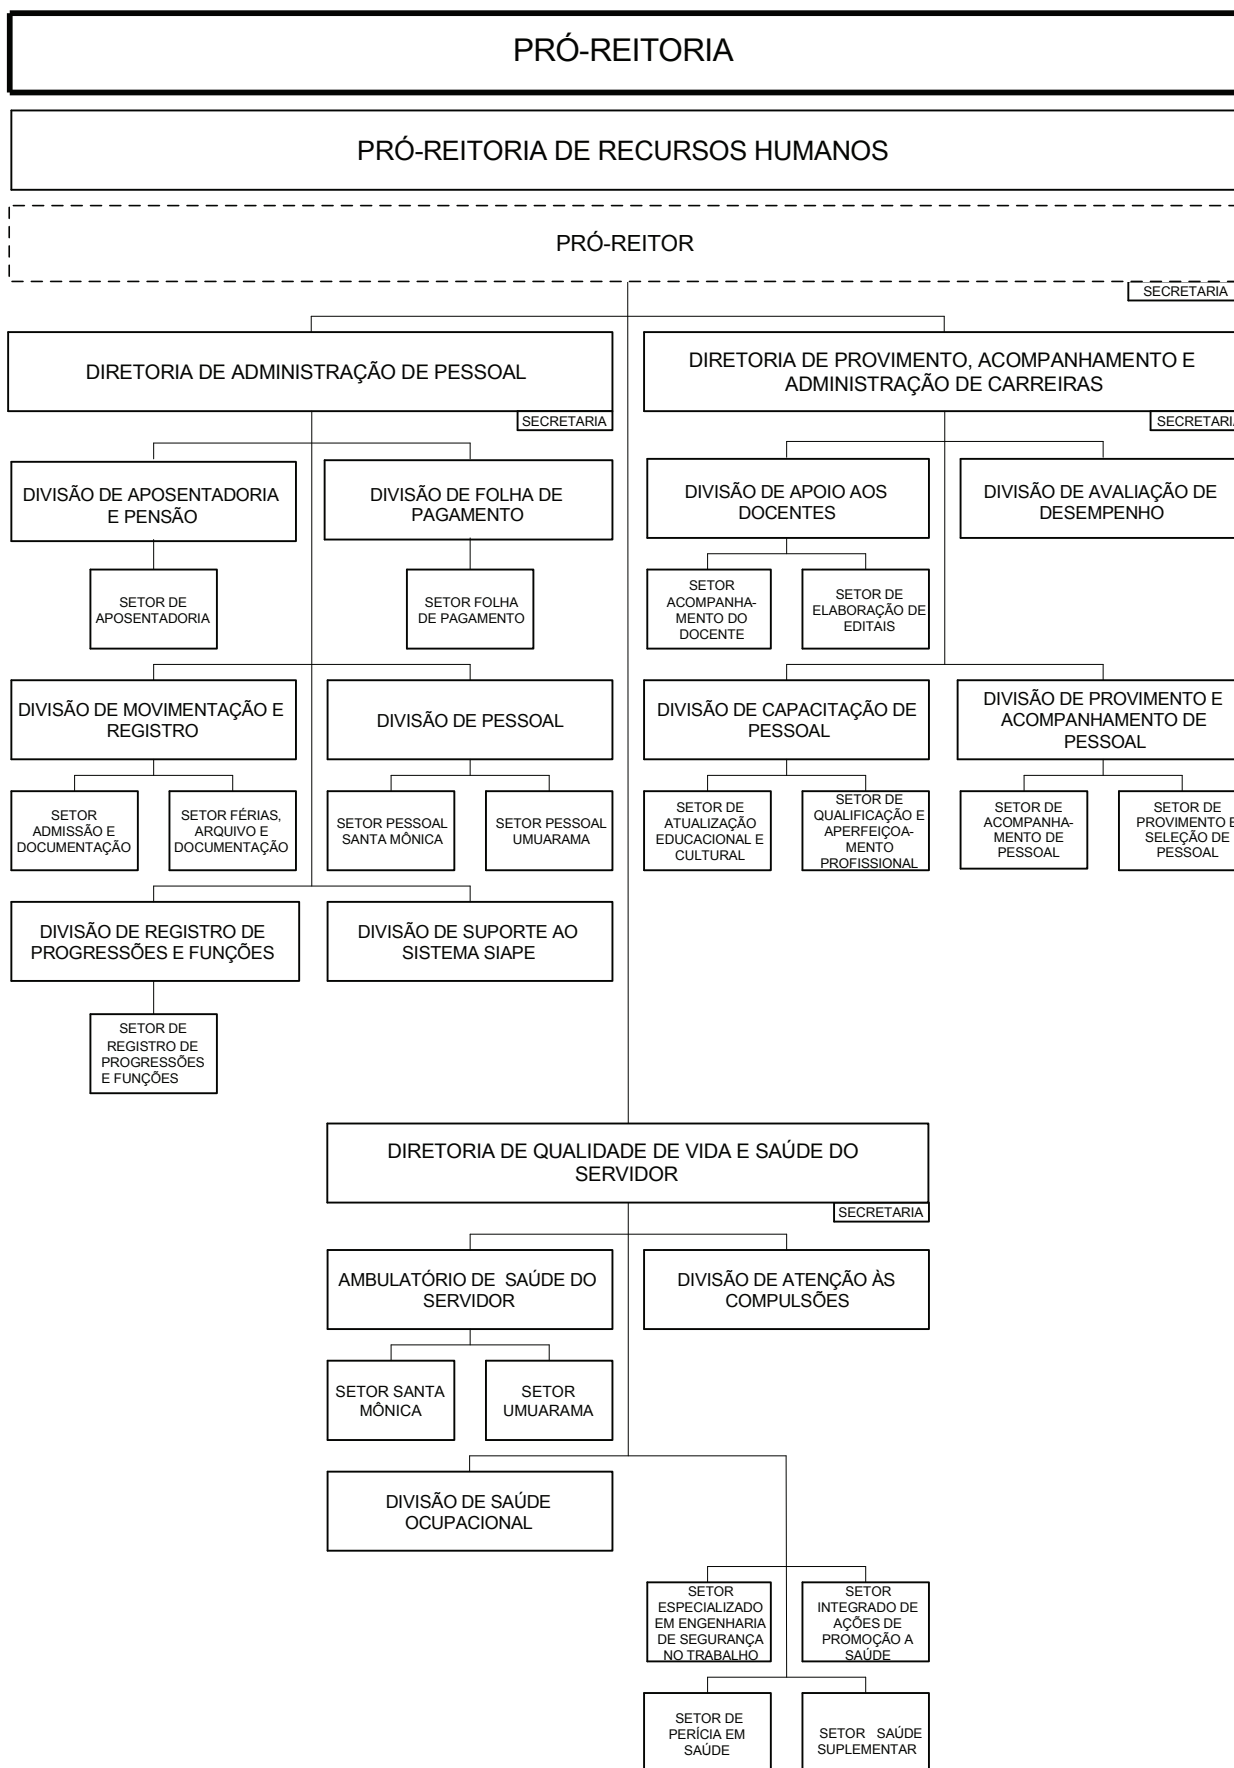 PRÓ-REITORIA
PRÓ-REITORIA DE RECURSOS HUMANOS
PRÓ-REITOR
SECRETARIA
DIRETORIA DE ADMINISTRAÇÃO DE PESSOAL
SECRETARIA
DIRETORIA DE PROVIMENTO, ACOMPANHAMENTO E
ADMINISTRAÇÃO DE CARREIRAS
SECRETARIA
DIVISÃO DE APOSENTADORIA
E PENSÃO
DIVISÃO DE FOLHA DE
PAGAMENTO
DIVISÃO DE APOIO AOS
DOCENTES
DIVISÃO DE AVALIAÇÃO DE
DESEMPENHO
SETOR DE
APOSENTADORIA
SETOR FOLHA
DE PAGAMENTO
SETOR
ACOMPANHA-
MENTO DO
DOCENTE
SETOR DE
ELABORAÇÃO DE
EDITAIS
DIVISÃO DE MOVIMENTAÇÃO E
REGISTRO
DIVISÃO DE PESSOAL
DIVISÃO DE CAPACITAÇÃO DE
PESSOAL
DIVISÃO DE PROVIMENTO E
ACOMPANHAMENTO DE
PESSOAL
SETOR
ADMISSÃO E
DOCUMENTAÇÃO
SETOR FÉRIAS,
ARQUIVO E
DOCUMENTAÇÃO
SETOR PESSOAL
SANTA MÔNICA
SETOR PESSOAL
UMUARAMA
SETOR DE
ATUALIZAÇÃO
EDUCACIONAL E
CULTURAL
SETOR DE
QUALIFICAÇÃO E
APERFEIÇOA-
MENTO
PROFISSIONAL
SETOR DE
ACOMPANHA-
MENTO DE
PESSOAL
SETOR DE
PROVIMENTO E
SELEÇÃO DE
PESSOAL
DIVISÃO DE REGISTRO DE
PROGRESSÕES E FUNÇÕES
DIVISÃO DE SUPORTE AO
SISTEMA SIAPE
SETOR DE
REGISTRO DE
PROGRESSÕES
E FUNÇÕES
DIRETORIA DE QUALIDADE DE VIDA E SAÚDE DO
SERVIDOR
SECRETARIA
AMBULATÓRIO DE SAÚDE DO
SERVIDOR
DIVISÃO DE ATENÇÃO ÀS
COMPULSÕES
SETOR SANTA
MÔNICA
SETOR
UMUARAMA
DIVISÃO DE SAÚDE
OCUPACIONAL
SETOR
ESPECIALIZADO
EM ENGENHARIA
DE SEGURANÇA
NO TRABALHO
SETOR
INTEGRADO DE
AÇÕES DE
PROMOÇÃO A
SAÚDE
SETOR DE
PERÍCIA EM
SAÚDE
SETOR SAÚDE
SUPLEMENTAR